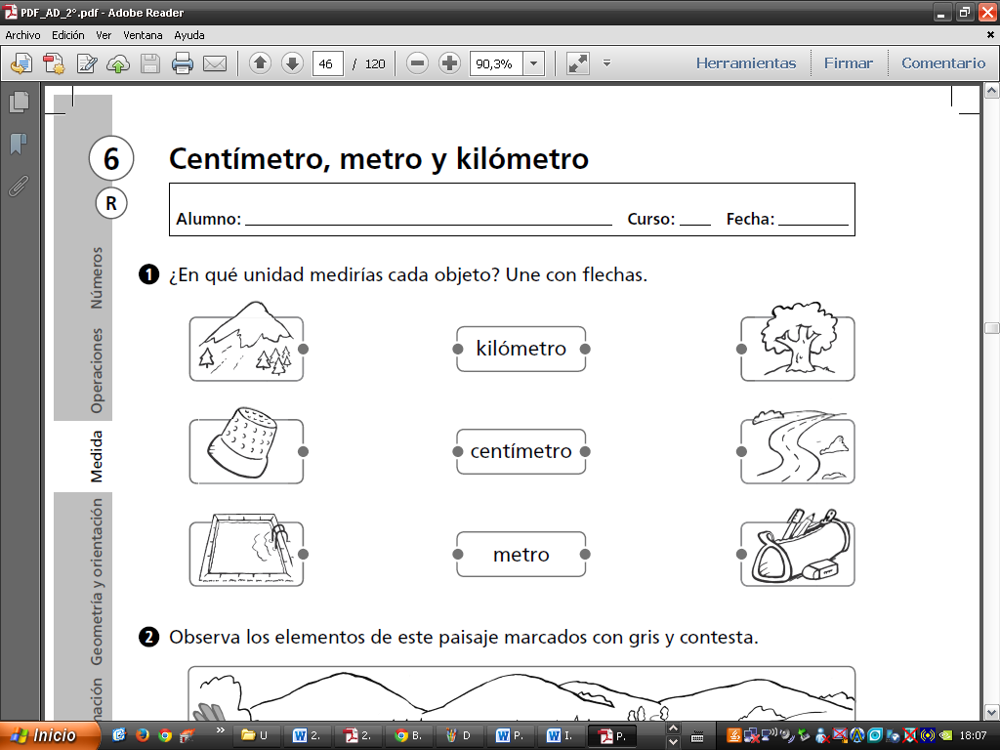 PDF_AD_2°.pdf - Adobe Reader
Archivo Edición Ver Ventana Ayuda
46 / 120 90,3% Herramientas Firmar Comentario
6 Centímetro, metro y kilómetro
R
Alumno: Curso: Fecha:
1 ¿En qué unidad medirías cada objeto? Une con flechas.
kilómetro
centímetro
metro
2 Observa los elementos de este paisaje marcados con gris y contesta.
Números
Operaciones
Medida
Geometría y orientación
mación
Inicio » U 2. 2. B. D P. I. P. 18:07